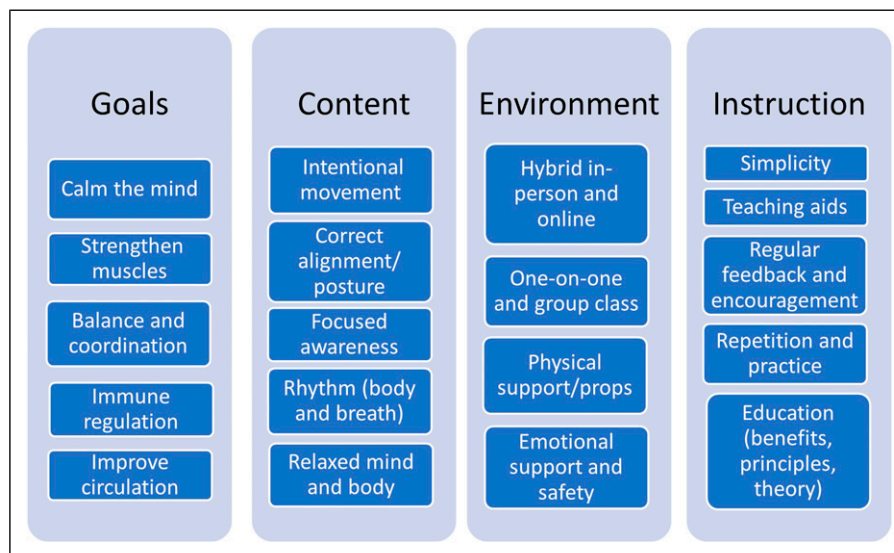 Goals
Calm the mind
Strengthen
muscles
Balance and
coordination
Immune
regulation
Improve
circulation
Content
Intentional
movement
Correct
alignment/
posture
Focused
awareness
Rhythm (body
and breath)
Relaxed mind
and body
Environment
Hybrid in-
person and
online
One-on-one
and group class
Physical
support/props
Emotional
support and
safety
Instruction
Simplicity
Teaching aids
Regular
feedback and
encouragement
Repetition and
practice
Education
(benefits,
principles,
theory)